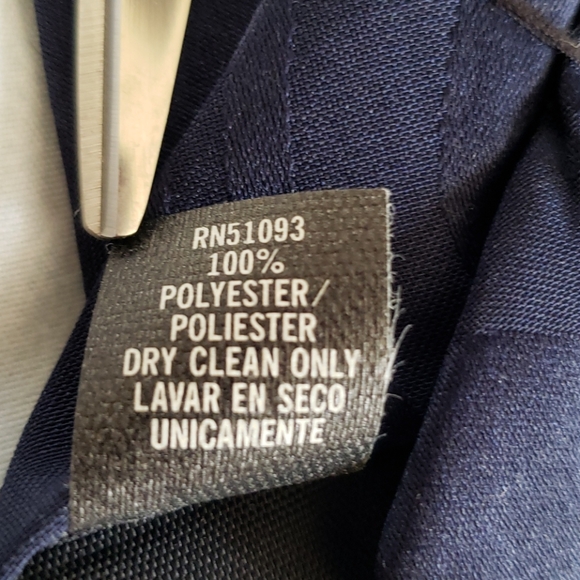 RN51093
100%
POLYESTER/
POLIESTER
DRY CLEAN ONLY
LAVAR EN SECO
UNICAMENTE